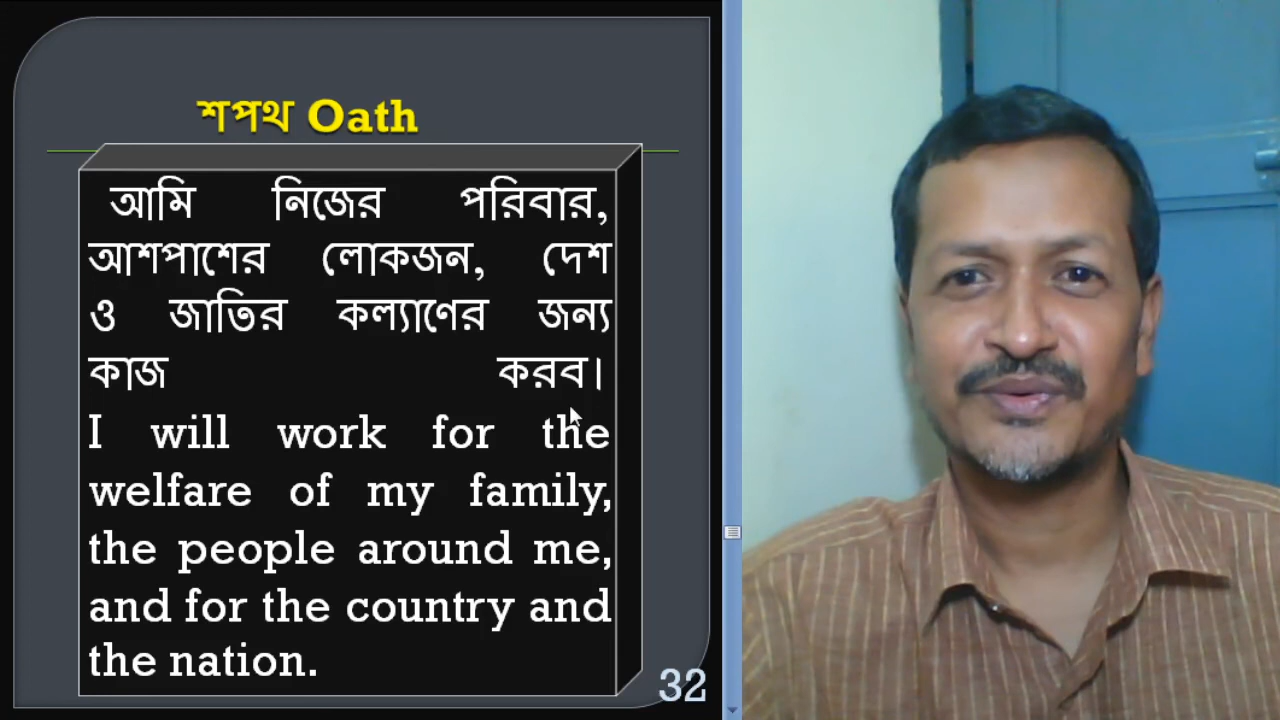 শপথ Oath
আমি নিজের পরিবার,
আশপাশের লোকজন, দেশ
ও জাতির কল্যাণের জন্য
কাজ করব।
I will work for the
welfare of my family,
the people around me,
and for the country and
the nation.
32